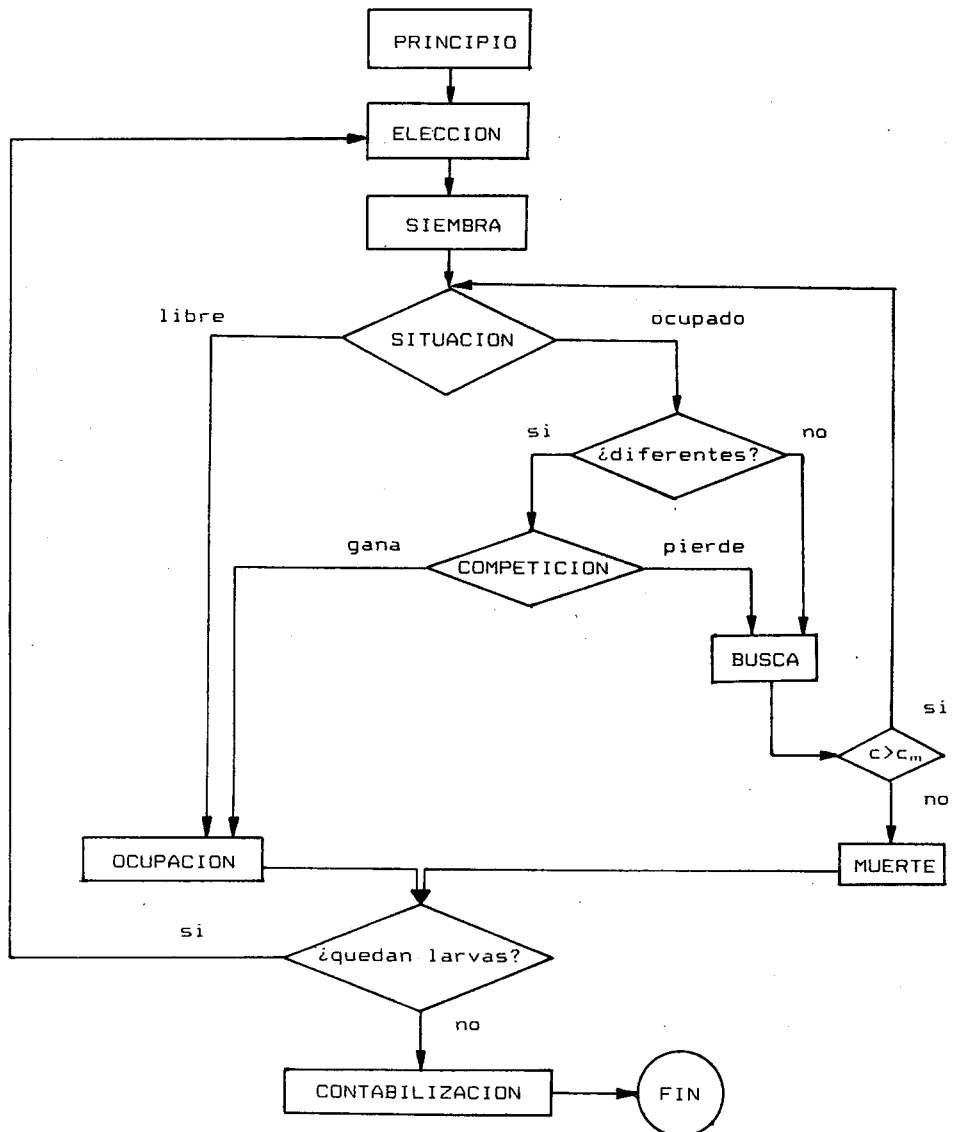 PRINCIPIO
ELECCION
SIEMBRA
libre
ocupado
SITUACION
si
no
¿diferentes?
gana
pierde
COMPETICION
BUSCA
si
c>cₘ
no
OCUPACION
MUERTE
si
¿quedan larvas?
no
CONTABILIZACION
FIN